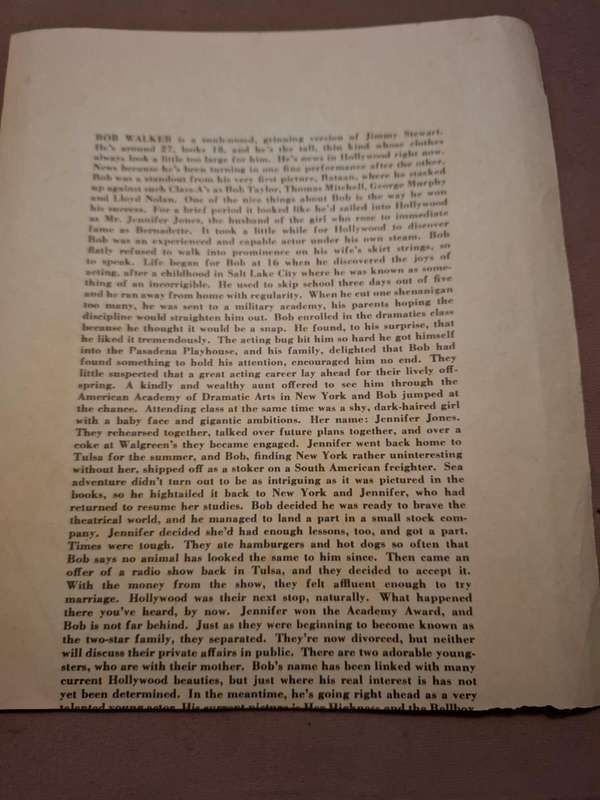 BOB WALKER is a grinning version of Jimmy Stewart.
He's around 27, looks 18, and he's the tall, thin kind whose clothes
always look a little too large for him. He's news in Hollywood right now.
News because he's been turning in one fine performance after the other.
Bob was a standout from his very first picture, Bataan, where he stacked
up against such Class-A's as Bob Taylor, Thomas Mitchell, George Murphy
and Lloyd Nolan. One of the nice things about Bob is the way he won
his success. For a brief period it looked like he'd sailed into Hollywood
as Mr. Jennifer Jones, the husband of the girl who rose to immediate
fame as Bernadette. It took a little while for Hollywood to discover
Bob was an experienced and capable actor under his own steam. Bob
flatly refused to walk into prominence on his wife's skirt strings, so
to speak. Life began for Bob at 16 when he discovered the joys of
acting, after a childhood in Salt Lake City where he was known as some-
thing of an incorrigible. He used to skip school three days out of five
and he ran away from home with regularity. When he cut one shenanigan
too many, he was sent to a military academy, his parents hoping the
discipline would straighten him out. Bob enrolled in the dramatics class
because he thought it would be a snap. He found, to his surprise, that
he liked it tremendously. The acting bug bit him so hard he got himself
into the Pasadena Playhouse, and his family, delighted that Bob had
found something to hold his attention, encouraged him no end. They
little suspected that a great acting career lay ahead for their lively off-
spring. A kindly and wealthy aunt offered to see him through the
American Academy of Dramatic Arts in New York and Bob jumped at
the chance. Attending class at the same time was a shy, dark-haired girl
with a baby face and gigantic ambitions. Her name: Jennifer Jones.
They rehearsed together, talked over future plans together, and over a
coke at Walgreen's they became engaged. Jennifer went back home to
Tulsa for the summer, and Bob, finding New York rather uninteresting
without her, shipped off as a stoker on a South American freighter. Sea
adventure didn't turn out to be as intriguing as it was pictured in the
books, so he hightailed it back to New York and Jennifer, who had
returned to resume her studies. Bob decided he was ready to brave the
theatrical world, and he managed to land a part in a small stock com-
pany. Jennifer decided she'd had enough lessons, too, and got a part.
Times were tough. They ate hamburgers and hot dogs so often that
Bob says no animal has looked the same to him since. Then came an
offer of a radio show back in Tulsa, and they decided to accept it.
With the money from the show, they felt affluent enough to try
marriage. Hollywood was their next stop, naturally. What happened
there you've heard, by now. Jennifer won the Academy Award, and
Bob is not far behind. Just as they were beginning to become known as
the two-star family, they separated. They're now divorced, but neither
will discuss their private affairs in public. There are two adorable young-
sters, who are with their mother. Bob's name has been linked with many
current Hollywood beauties, but just where his real interest is has not
yet been determined. In the meantime, he's going right ahead as a very
talented young actor. His current picture is Her Highness and the Bellboy.